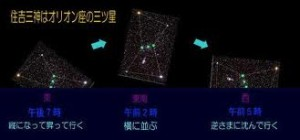 住吉三神はオリオン座の三ツ星
東
午後7時
縦になって昇って行く
東南
午前2時
横に並ぶ
西
午前5時
逆さまに沈んで行く